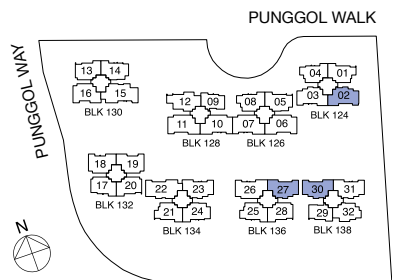 PUNGGOL WALK
PUNGGOL WAY
13 14
16 15
BLK 130
04 01
03 02
BLK 124
12 09
11 10
BLK 128
08 05
07 06
BLK 126
18 19
17 20
BLK 132
22 23
21 24
BLK 134
26 27
25 28
BLK 136
30 31
29 32
BLK 138
N